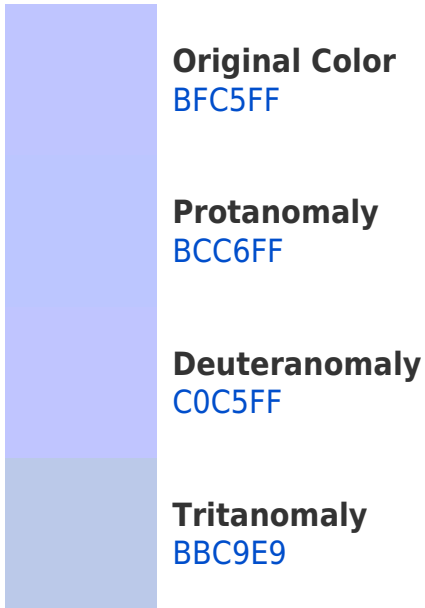 Original Color
BFC5FF
Protanomaly
BCC6FF
Deuteranomaly
C0C5FF
Tritanomaly
BBC9E9